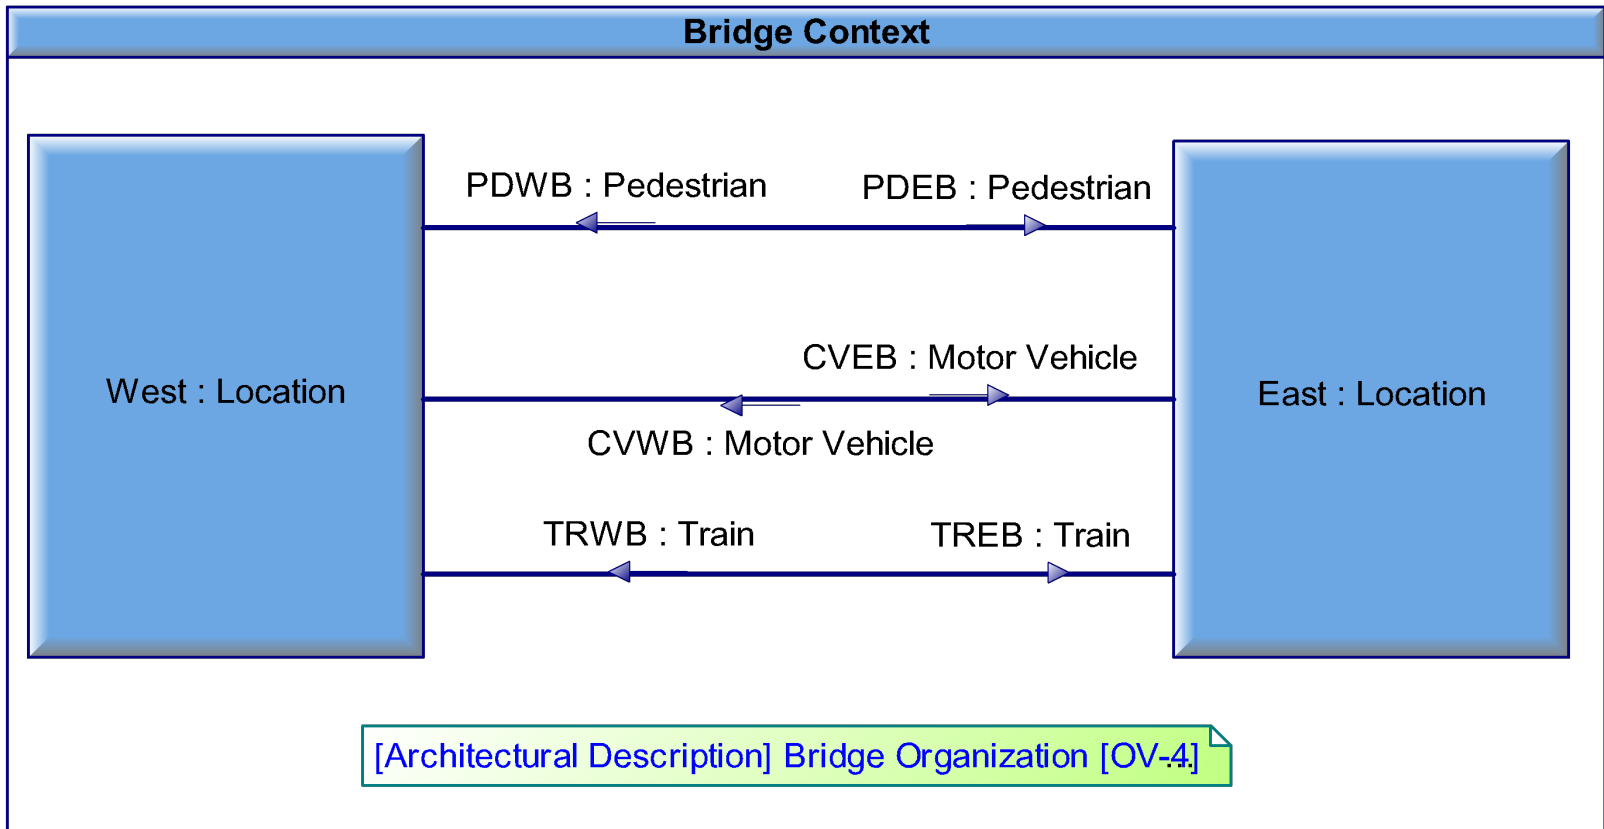 Bridge Context
PDWB : Pedestrian
PDEB : Pedestrian
CVEB : Motor Vehicle
West : Location
East : Location
CVWB : Motor Vehicle
TRWB : Train
TREB : Train
[Architectural Description] Bridge Organization [OV-4]
...